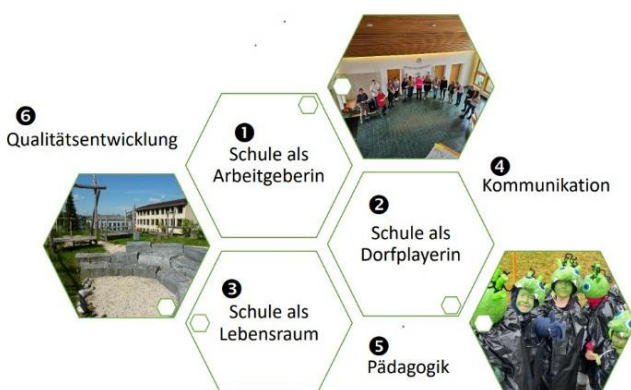 ❻
Qualitätsentwicklung
❶
Schule als
Arbeitgeberin
❹
Kommunikation
❷
Schule als
Dorfplayerin
❸
Schule als
Lebensraum
❺
Pädagogik